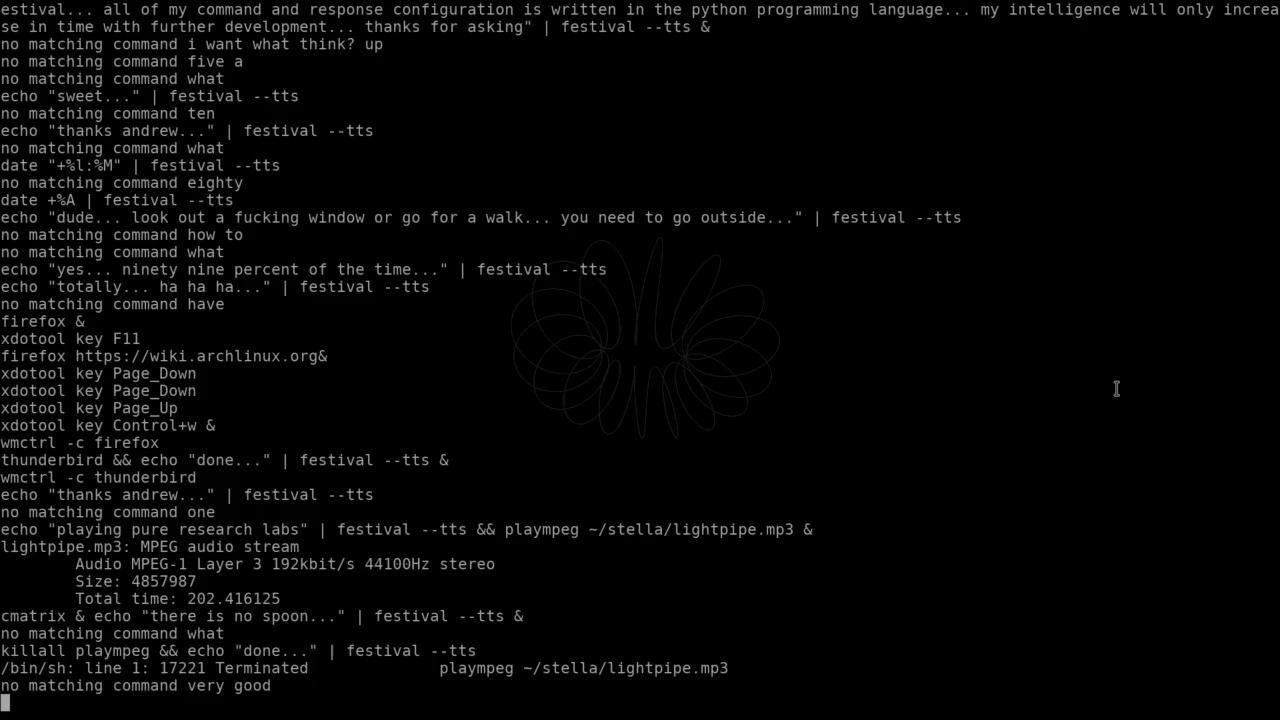 estival... all of my command and response configuration is written in the python programming language... my intelligence will only increa
se in time with further development... thanks for asking" | festival --tts &
no matching command i want what think? up
no matching command five a
no matching command what
echo "sweet..." | festival --tts
no matching command ten
echo "thanks andrew..." | festival --tts
no matching command what
date "+%l:%M" | festival --tts
no matching command eighty
date +%A | festival --tts
echo "dude... look out a fucking window or go for a walk... you need to go outside..." | festival --tts
no matching command how to
no matching command what
echo "yes... ninety nine percent of the time..." | festival --tts
echo "totally... ha ha ha..." | festival --tts
no matching command have
firefox &
xdotool key F11
firefox https://wiki.archlinux.org&
xdotool key Page_Down
xdotool key Page_Down
xdotool key Page_Up
xdotool key Control+w &
wmctrl -c firefox
thunderbird && echo "done..." | festival --tts &
wmctrl -c thunderbird
echo "thanks andrew..." | festival --tts
no matching command one
echo "playing pure research labs" | festival --tts && plaympeg ~/stella/lightpipe.mp3 &
lightpipe.mp3: MPEG audio stream
        Audio MPEG-1 Layer 3 192kbit/s 44100Hz stereo
        Size: 4857987
        Total time: 202.416125
cmatrix & echo "there is no spoon..." | festival --tts &
no matching command what
killall plaympeg && echo "done..." | festival --tts
/bin/sh: line 1: 17221 Terminated              plaympeg ~/stella/lightpipe.mp3
no matching command very good